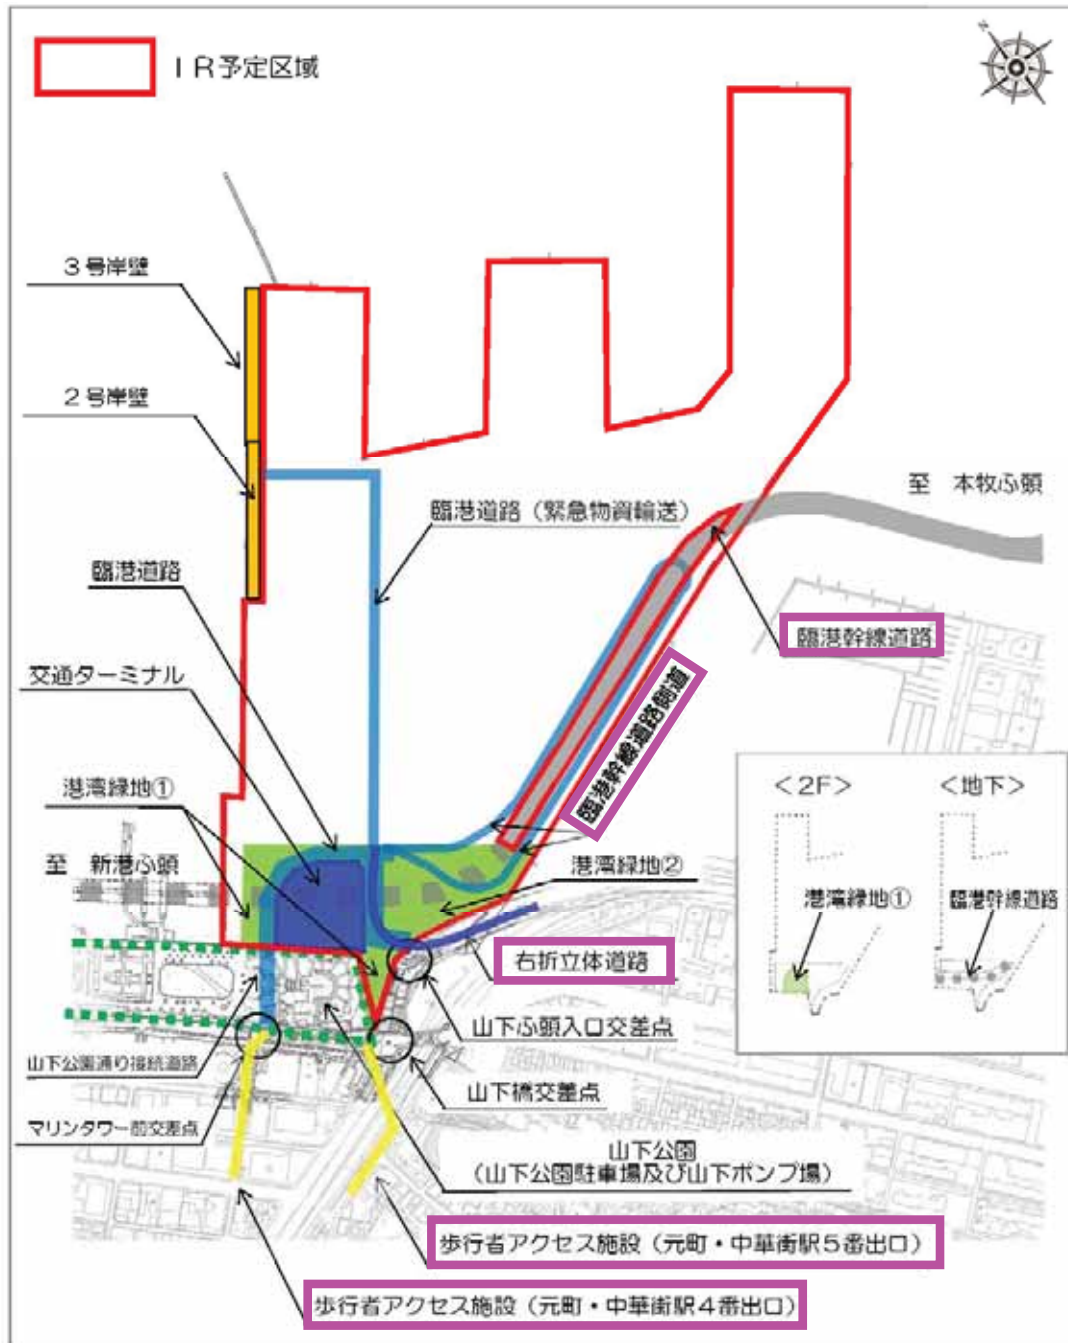 N
ＩＲ予定区域
３号岸壁
２号岸壁
至　本牧ふ頭
臨港道路（緊急物資輸送）
臨港道路
臨港幹線道路
交通ターミナル
臨港幹線道路側道
港湾緑地①
＜２Ｆ＞
＜地下＞
至　新港ふ頭
港湾緑地②
港湾緑地①
臨港幹線道路
右折立体道路
山下ふ頭入口交差点
山下公園通り接続道路
山下橋交差点
マリンタワー前交差点
山下公園
（山下公園駐車場及び山下ポンプ場）
歩行者アクセス施設（元町・中華街駅５番出口）
歩行者アクセス施設（元町・中華街駅４番出口）